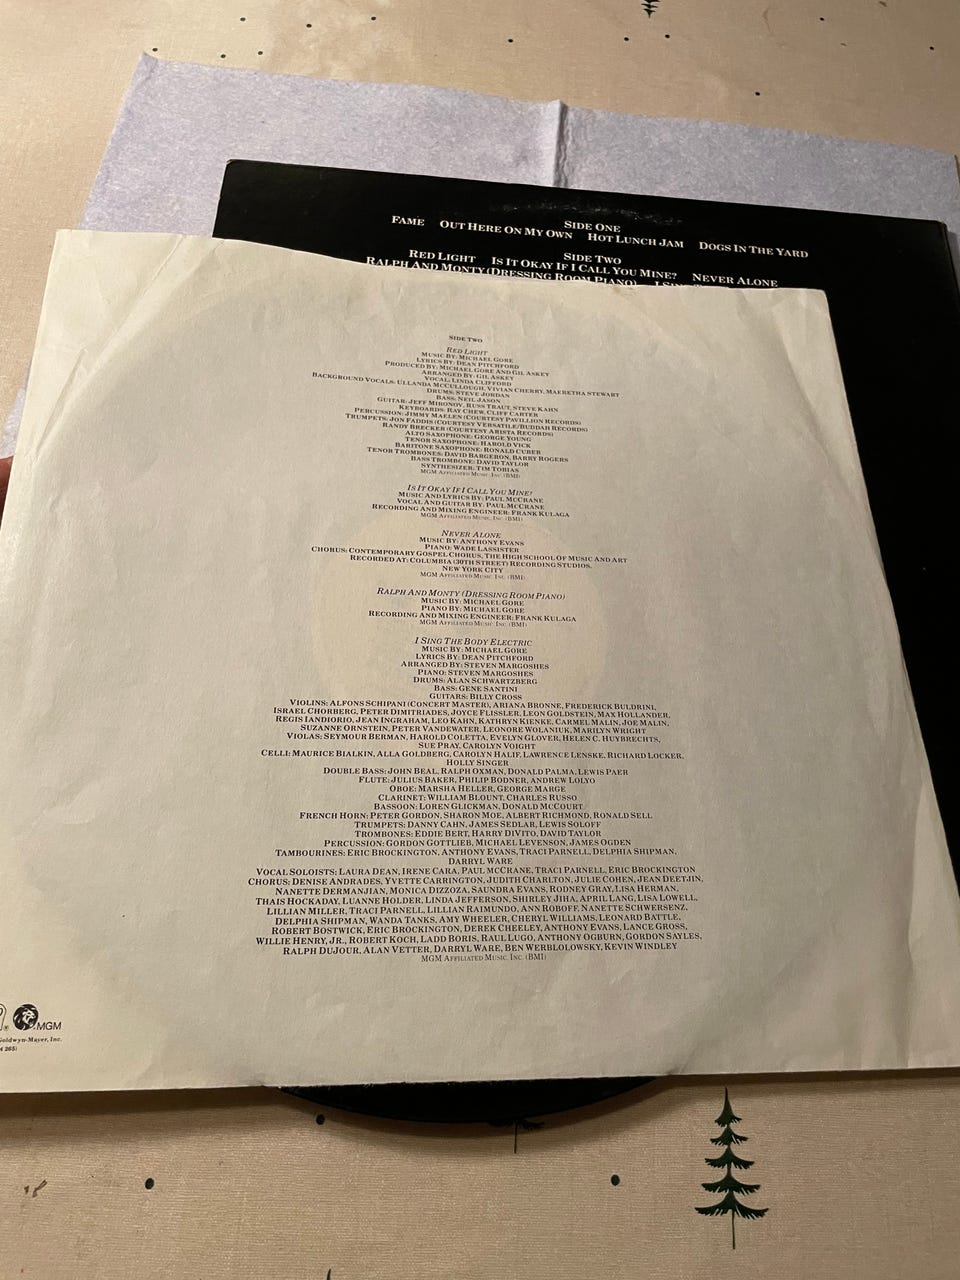 SIDE ONE
FAME OUT HERE ON MY OWN HOT LUNCH JAM DOGS IN THE YARD
SIDE TWO
RED LIGHT IS IT OKAY IF I CALL YOU MINE? NEVER ALONE
RALPH AND MONTY (DRESSING ROOM PIANO)
SIDE TWO
RED LIGHT
MUSIC BY: MICHAEL GORE
LYRICS BY: DEAN PITCHFORD
PRODUCED BY: MICHAEL GORE AND GIL ASKEY
ARRANGED BY: GIL ASKEY
VOCAL: LINDA CLIFFORD
BACKGROUND VOCALS: ULLANDA MCCULLOUGH, VIVIAN CHERRY, MAERETHA STEWART
DRUMS: STEVE JORDAN
BASS: NEIL JASON
GUITAR: JEFF MIRONOV, RUSS TRAUT, STEVE KAHN
KEYBOARDS: RAY CHEW, CLIFF CARTER
PERCUSSION: JIMMY MAELEN (COURTESY PAVILLION RECORDS)
TRUMPETS: JON FADDIS (COURTESY VERSATILE/BUDDAH RECORDS)
RANDY BRECKER (COURTESY ARISTA RECORDS)
ALTO SAXOPHONE: GEORGE YOUNG
TENOR SAXOPHONE: HAROLD VICK
BARITONE SAXOPHONE: RONALD CUBER
TENOR TROMBONES: DAVID BARGERON, BARRY ROGERS
BASS TROMBONE: DAVID TAYLOR
SYNTHESIZER: TIM TOBIAS
MGM AFFILIATED MUSIC, INC. (BMI)
IS IT OKAY IF I CALL YOU MINE?
MUSIC AND LYRICS BY: PAUL MCCRANE
VOCAL AND GUITAR BY: PAUL MCCRANE
RECORDING AND MIXING ENGINEER: FRANK KULAGA
MGM AFFILIATED MUSIC, INC. (BMI)
NEVER ALONE
MUSIC BY: ANTHONY EVANS
PIANO: WADE LASSISTER
CHORUS: CONTEMPORARY GOSPEL CHORUS, THE HIGH SCHOOL OF MUSIC AND ART
RECORDED AT: COLUMBIA (30TH STREET) RECORDING STUDIOS,
NEW YORK CITY
MGM AFFILIATED MUSIC, INC. (BMI)
RALPH AND MONTY (DRESSING ROOM PIANO)
MUSIC BY: MICHAEL GORE
PIANO BY: MICHAEL GORE
RECORDING AND MIXING ENGINEER: FRANK KULAGA
MGM AFFILIATED MUSIC, INC. (BMI)
I SING THE BODY ELECTRIC
MUSIC BY: MICHAEL GORE
LYRICS BY: DEAN PITCHFORD
ARRANGED BY: STEVEN MARGOSHES
PIANO: STEVEN MARGOSHES
DRUMS: ALAN SCHWARTZBERG
BASS: GENE SANTINI
GUITARS: BILLY CROSS
VIOLINS: ALFONS SCHIPANI (CONCERT MASTER), ARIANA BRONNE, FREDERICK BULDRINI,
ISRAEL CHORBERG, PETER DIMITRIADES, JOYCE FLISSLER, LEON GOLDSTEIN, MAX HOLLANDER,
REGIS IANDIORIO, JEAN INGRAHAM, LEO KAHN, KATHRYN KIENKE, CARMEL MALIN, JOE MALIN,
SUZANNE ORNSTEIN, PETER VANDEWATER, LEONORE WOLANIUK, MARILYN WRIGHT
VIOLAS: SEYMOUR BERMAN, HAROLD COLETTA, EVELYN GLOVER, HELEN C. HUYBRECHTS,
SUE PRAY, CAROLYN VOIGHT
CELLI: MAURICE BIALKIN, ALLA GOLDBERG, CAROLYN HALIF, LAWRENCE LENSKE, RICHARD LOCKER,
HOLLY SINGER
DOUBLE BASS: JOHN BEAL, RALPH OXMAN, DONALD PALMA, LEWIS PAER
FLUTE: JULIUS BAKER, PHILIP BODNER, ANDREW LOLYO
OBOE: MARSHA HELLER, GEORGE MARGE
CLARINET: WILLIAM BLOUNT, CHARLES RUSSO
BASSOON: LOREN GLICKMAN, DONALD MCCOURT
FRENCH HORN: PETER GORDON, SHARON MOE, ALBERT RICHMOND, RONALD SELL
TRUMPETS: DANNY CAHN, JAMES SEDLAR, LEWIS SOLOFF
TROMBONES: EDDIE BERT, HARRY DIVITO, DAVID TAYLOR
PERCUSSION: GORDON GOTTLIEB, MICHAEL LEVENSON, JAMES OGDEN
TAMBOURINES: ERIC BROCKINGTON, ANTHONY EVANS, TRACI PARNELL, DELPHIA SHIPMAN,
DARRYL WARE
VOCAL SOLOISTS: LAURA DEAN, IRENE CARA, PAUL MCCRANE, TRACI PARNELL, ERIC BROCKINGTON
CHORUS: DENISE ANDRADES, YVETTE CARRINGTON, JUDITH CHARLTON, JULIE COHEN, JEAN DEETJIN,
NANETTE DERMANJIAN, MONICA DIZZOZA, SAUNDRA EVANS, RODNEY GRAY, LISA HERMAN,
THAIS HOCKADAY, LUANNE HOLDER, LINDA JEFFERSON, SHIRLEY JIHA, APRIL LANG, LISA LOWELL,
LILLIAN MILLER, TRACI PARNELL, LILLIAN RAIMUNDO, ANN ROBOFF, NANETTE SCHWERSENZ,
DELPHIA SHIPMAN, WANDA TANKS, AMY WHEELER, CHERYL WILLIAMS, LEONARD BATTLE,
ROBERT BOSTWICK, ERIC BROCKINGTON, DEREK CHEELEY, ANTHONY EVANS, LANCE GROSS,
WILLIE HENRY, JR., ROBERT KOCH, LADD BORIS, RAUL LUGO, ANTHONY OGBURN, GORDON SAYLES,
RALPH DUJOUR, ALAN VETTER, DARRYL WARE, BEN WERBLOLOWSKY, KEVIN WINDLEY
MGM AFFILIATED MUSIC, INC. (BMI)
MGM
Goldwyn-Mayer, Inc.
265)